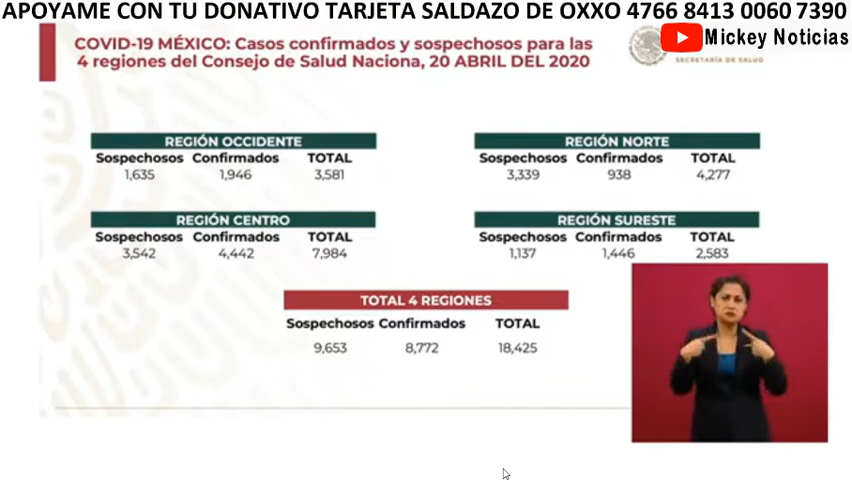 APOYAME CON TU DONATIVO TARJETA SALDAZO DE OXXO 4766 8413 0060 7390
Mickey Noticias
COVID-19 MÉXICO: Casos confirmados y sospechosos para las
4 regiones del Consejo de Salud Naciona, 20 ABRIL DEL 2020
SECRETARÍA DE SALUD
REGIÓN OCCIDENTE
Sospechosos Confirmados TOTAL
1,635 1,946 3,581
REGIÓN NORTE
Sospechosos Confirmados TOTAL
3,339 938 4,277
REGIÓN CENTRO
Sospechosos Confirmados TOTAL
3,542 4,442 7,984
REGIÓN SURESTE
Sospechosos Confirmados TOTAL
1,137 1,446 2,583
TOTAL 4 REGIONES
Sospechosos Confirmados TOTAL
9,653 8,772 18,425